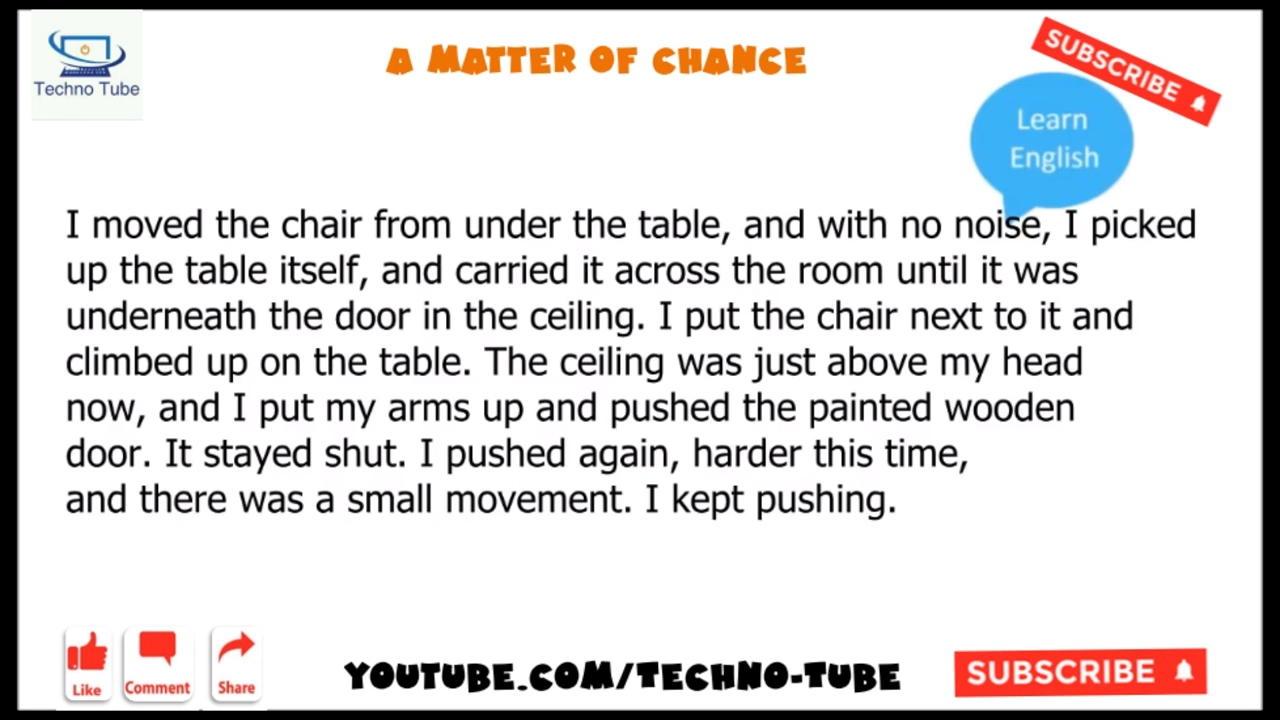 Techno Tube
A MATTER OF CHANCE
SUBSCRIBE
Learn
English
I moved the chair from under the table, and with no noise, I picked
up the table itself, and carried it across the room until it was
underneath the door in the ceiling. I put the chair next to it and
climbed up on the table. The ceiling was just above my head
now, and I put my arms up and pushed the painted wooden
door. It stayed shut. I pushed again, harder this time,
and there was a small movement. I kept pushing.
Like
Comment
Share
YOUTUBE.COM/TECHNO-TUBE
SUBSCRIBE